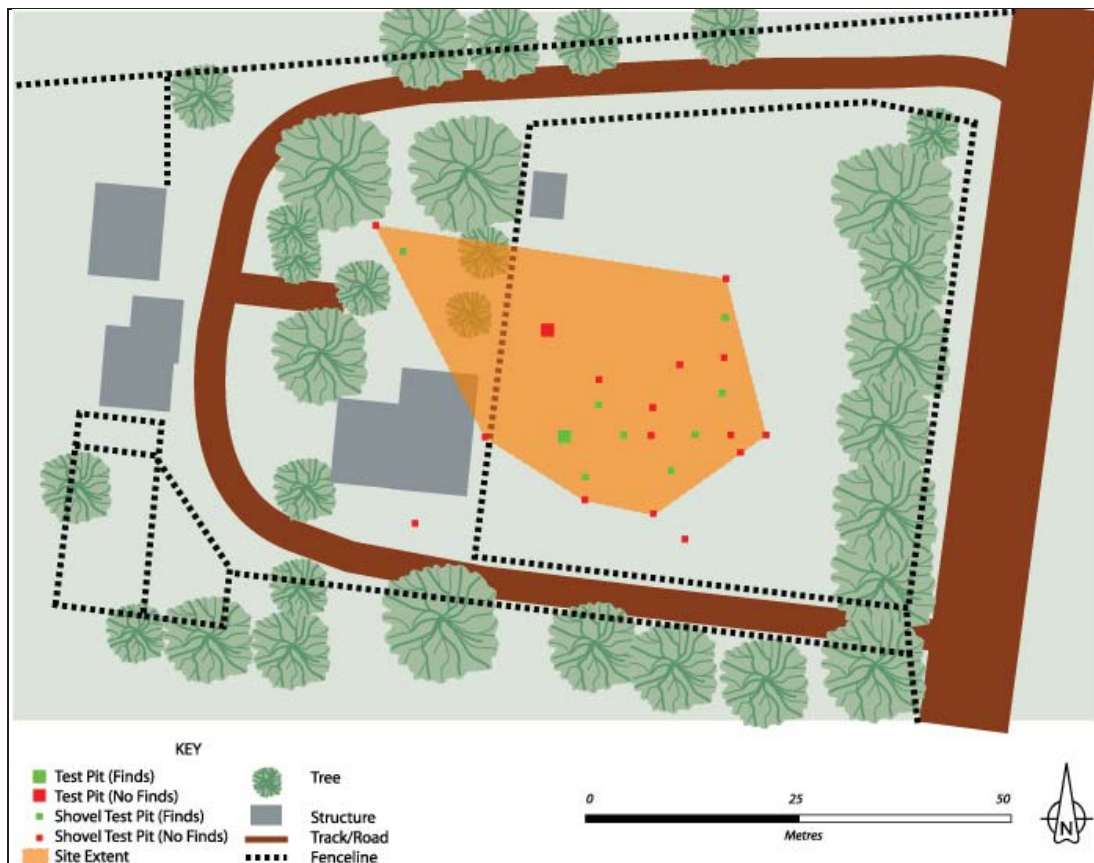 KEY
Test Pit (Finds)
Test Pit (No Finds)
Shovel Test Pit (Finds)
Shovel Test Pit (No Finds)
Site Extent
Tree
Structure
Track/Road
Fenceline
0 25 50
Metres
N